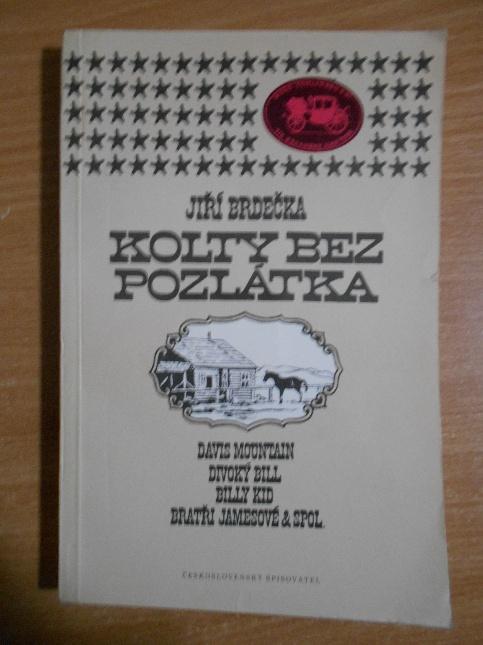 JIŘÍ BRDEČKA
KOLTY BEZ
POZLÁTKA
DAVIS MOUNTAIN
DIVOKÝ BILL
BILLY KID
BRATŘI JAMESOVÉ & SPOL.
ČESKOSLOVENSKÝ SPISOVATEL